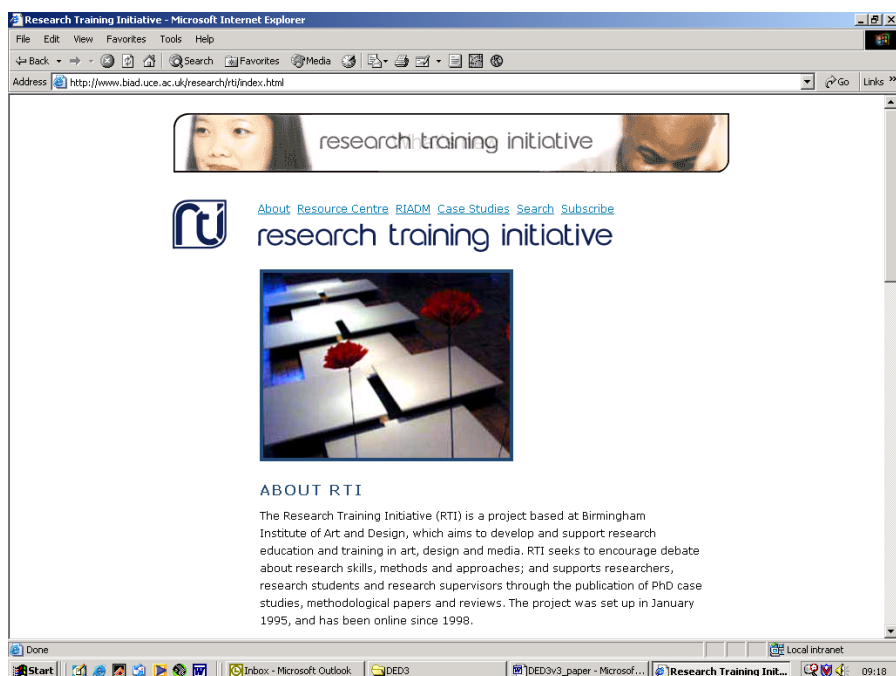 Research Training Initiative - Microsoft Internet Explorer
File Edit View Favorites Tools Help
Back Search Favorites Media
Address http://www.biad.uce.ac.uk/research/rti/index.html Go Links »
research training initiative
rti
About Resource Centre RIADM Case Studies Search Subscribe
research training initiative
ABOUT RTI
The Research Training Initiative (RTI) is a project based at Birmingham
Institute of Art and Design, which aims to develop and support research
education and training in art, design and media. RTI seeks to encourage debate
about research skills, methods and approaches; and supports researchers,
research students and research supervisors through the publication of PhD case
studies, methodological papers and reviews. The project was set up in January
1995, and has been online since 1998.
Done Local intranet
Start Inbox - Microsoft Outlook DED3 DED3v3_paper - Microsof... Research Training Init... 09:18